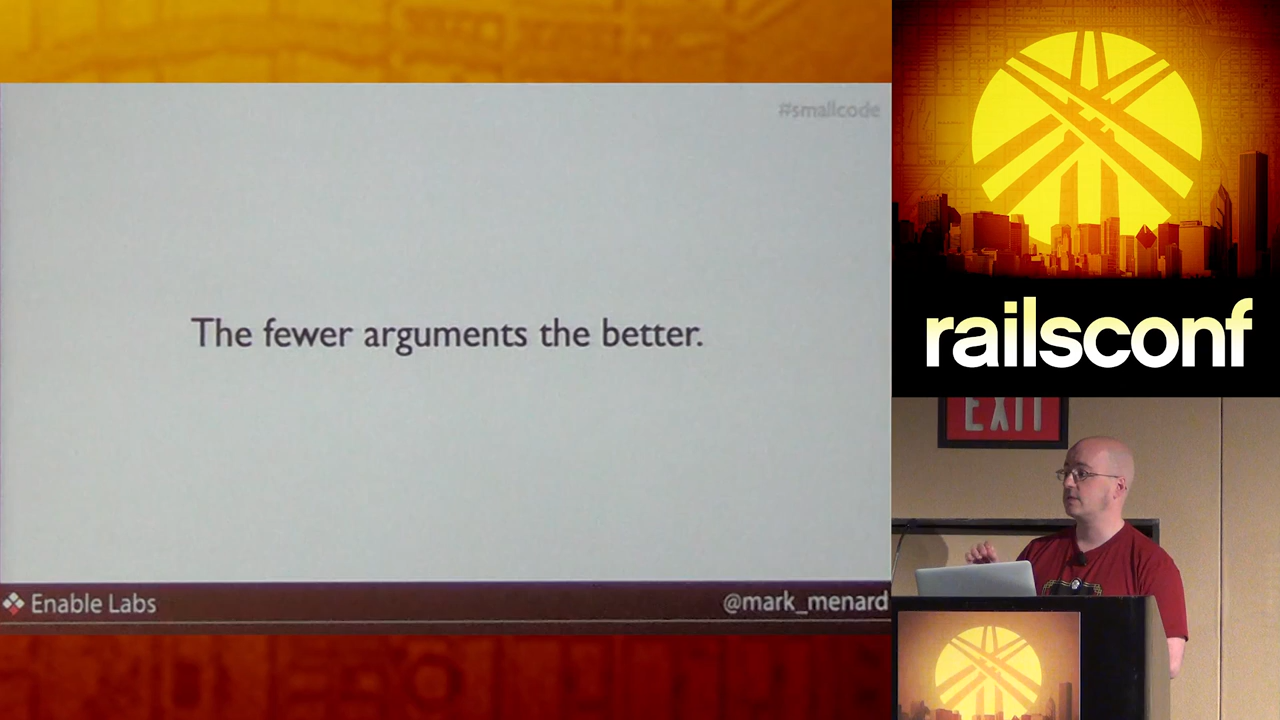 #smallcode
The fewer arguments the better.
Enable Labs
@mark_menard
railsconf
EXIT